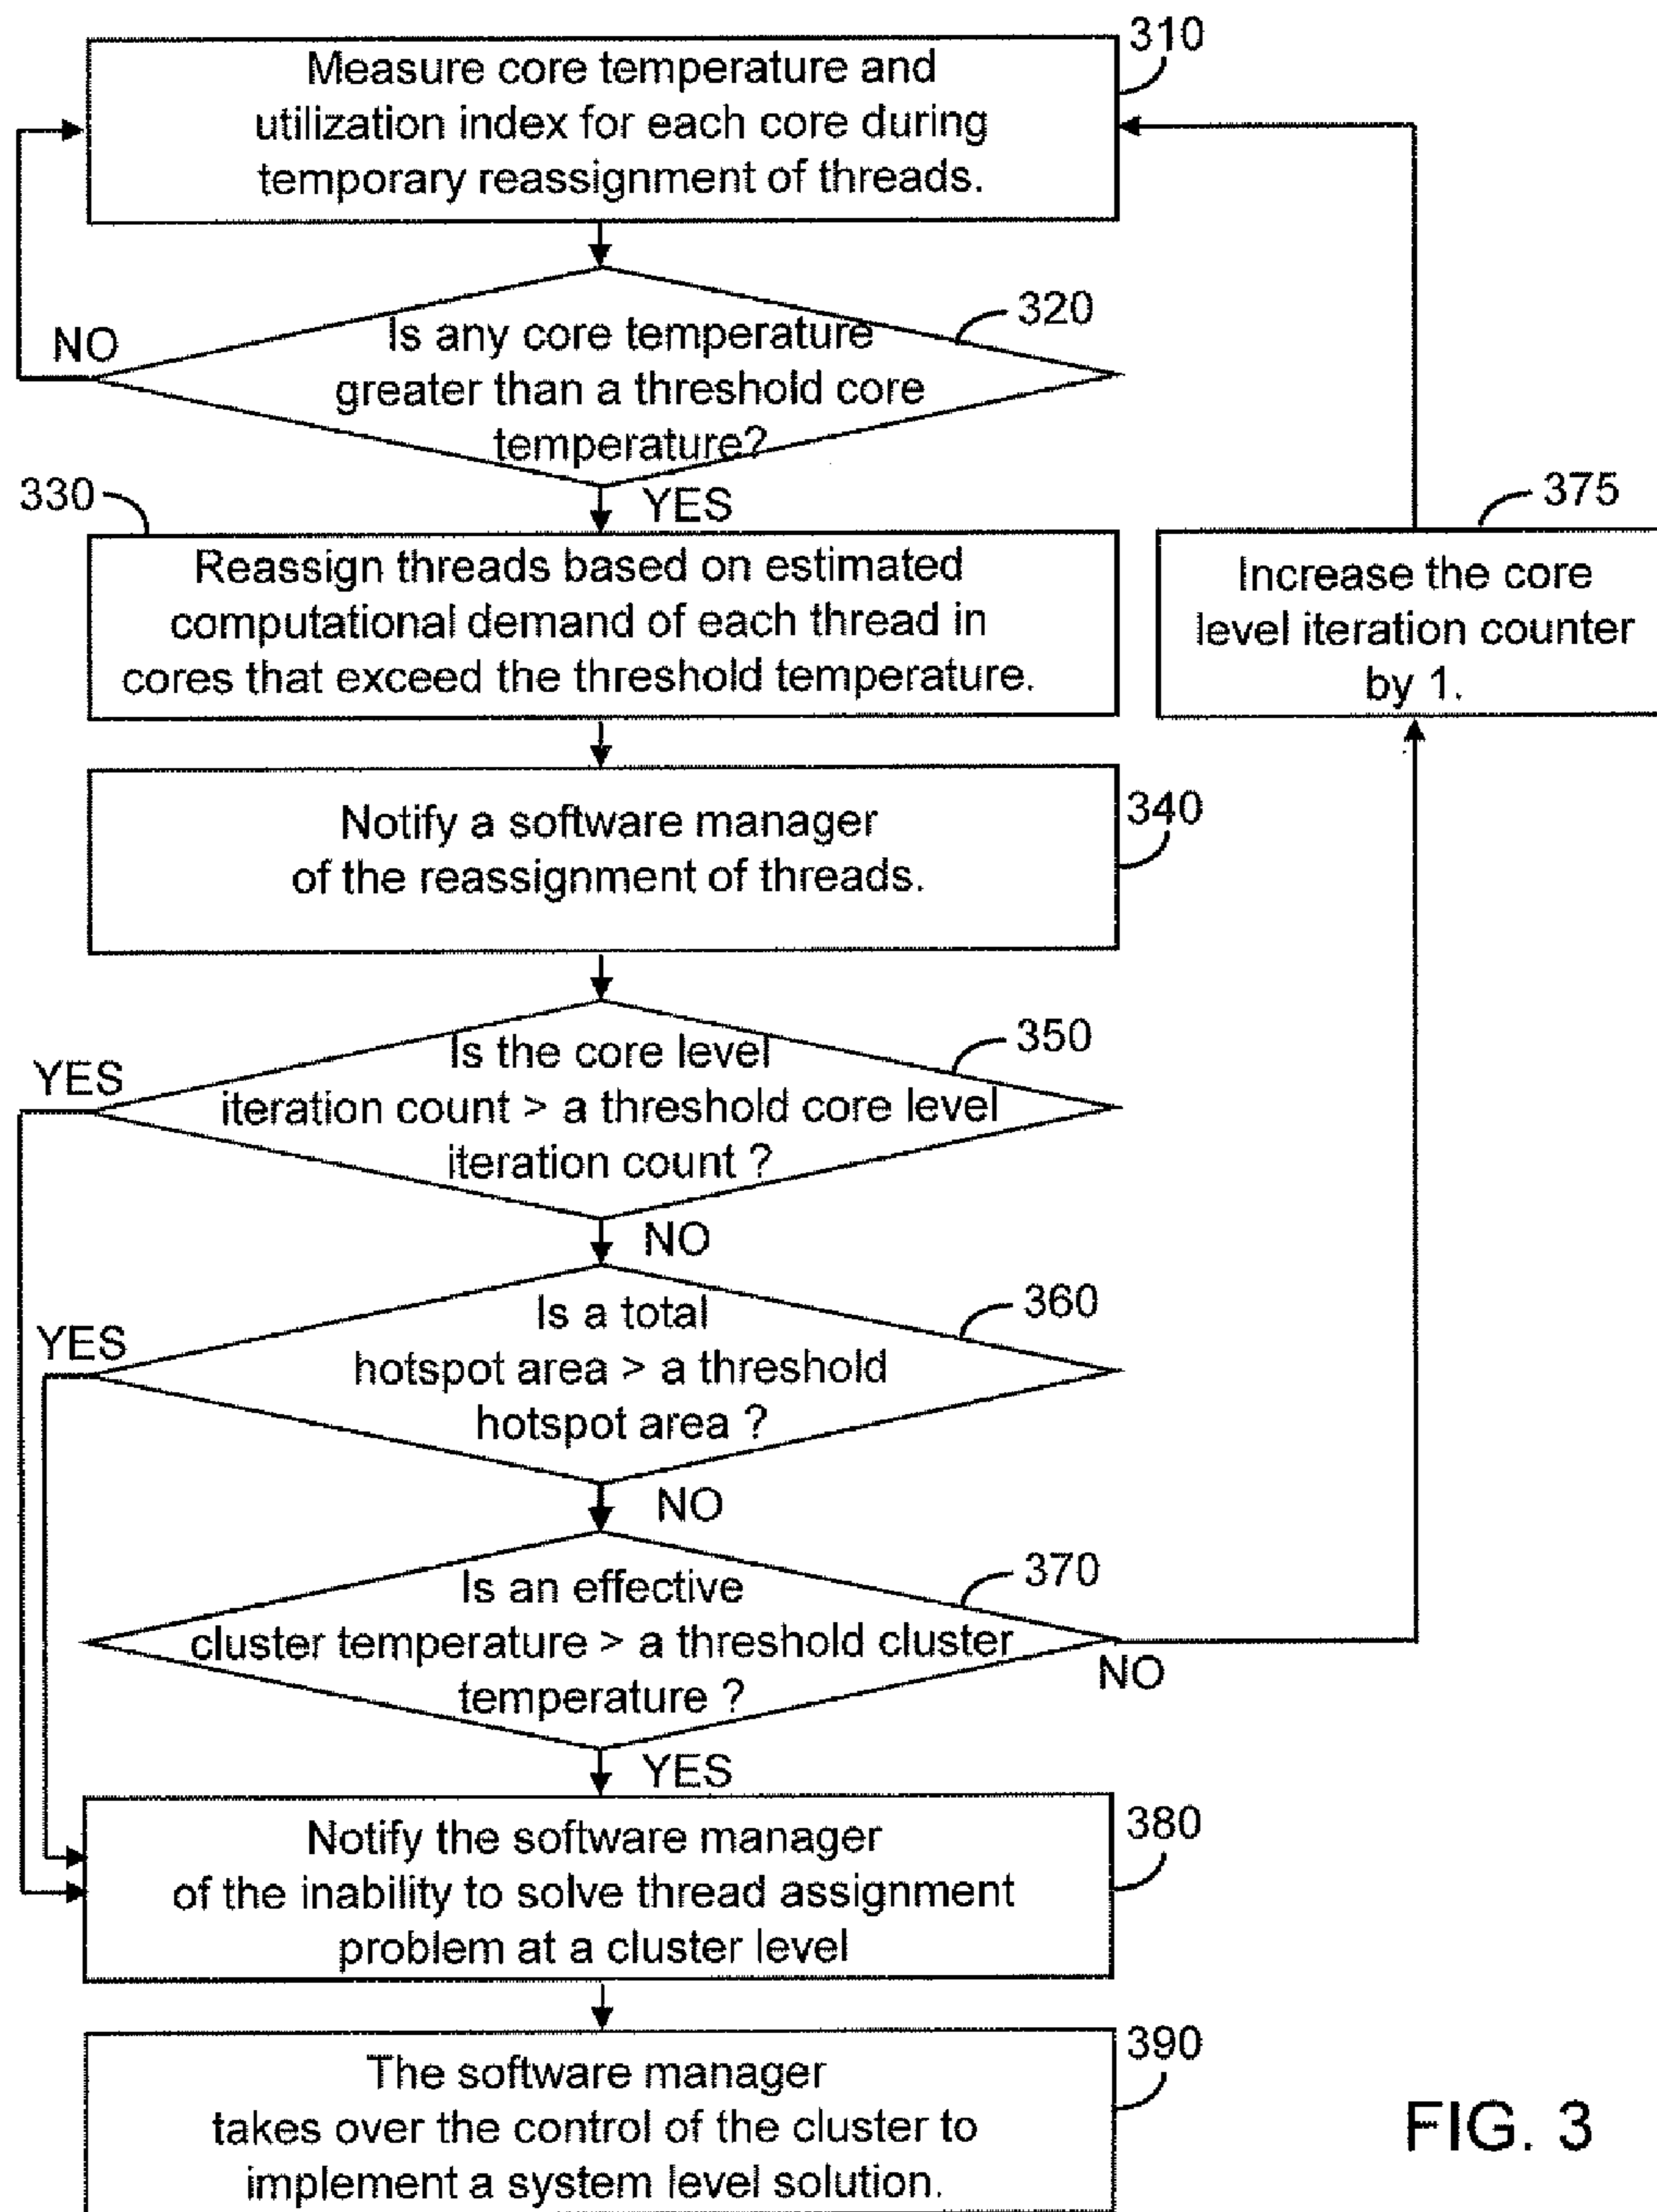 310
Measure core temperature and
utilization index for each core during
temporary reassignment of threads.
320
NO
Is any core temperature
greater than a threshold core
temperature?
YES
330
Reassign threads based on estimated
computational demand of each thread in
cores that exceed the threshold temperature.
375
Increase the core
level iteration counter
by 1.
340
Notify a software manager
of the reassignment of threads.
350
YES
Is the core level
iteration count > a threshold core level
iteration count ?
NO
360
YES
Is a total
hotspot area > a threshold
hotspot area ?
NO
370
Is an effective
cluster temperature > a threshold cluster
temperature ?
NO
YES
380
Notify the software manager
of the inability to solve thread assignment
problem at a cluster level
390
The software manager
takes over the control of the cluster to
implement a system level solution.
FIG. 3